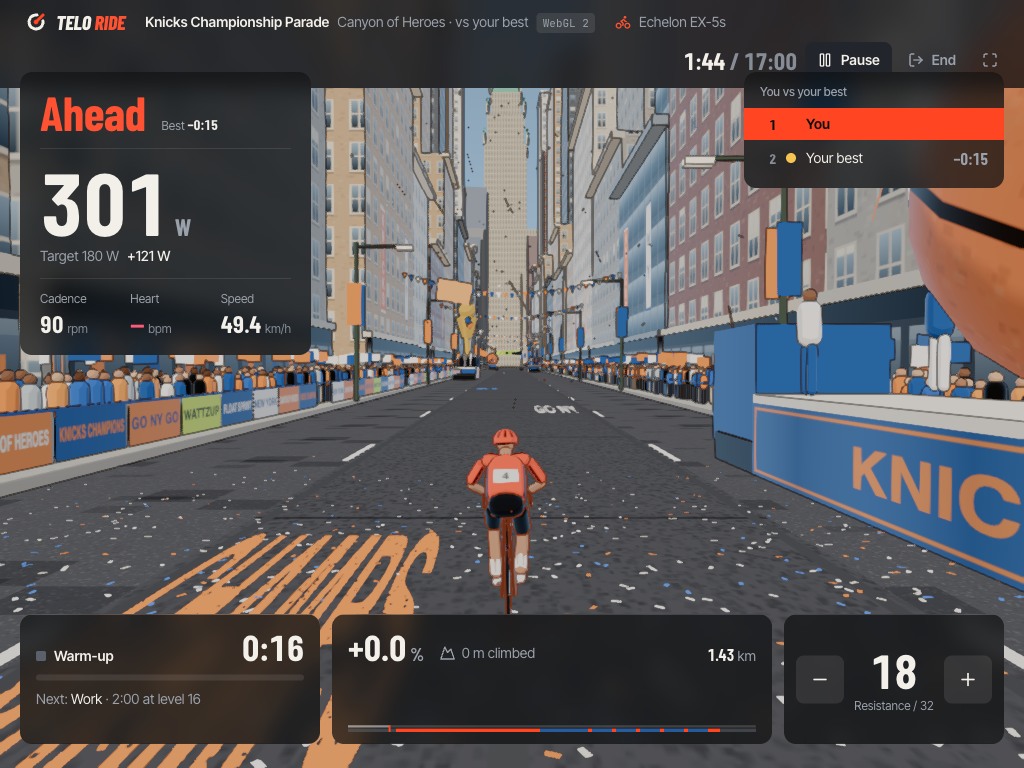 TELO RIDE Knicks Championship Parade Canyon of Heroes · vs your best WebGL 2 Echelon EX-5s
1:44 / 17:00 Pause End
Ahead Best −0:15
301 W
Target 180 W +121 W
Cadence Heart Speed
90 rpm — bpm 49.4 km/h
You vs your best
1 You
2 Your best −0:15
OF HEROES KNICKS CHAMPIONS GO NY GO WATTZUP
GO NY
4
KNIC
Warm-up 0:16
Next: Work · 2:00 at level 16
+0.0 % 0 m climbed 1.43 km
− 18 +
Resistance / 32